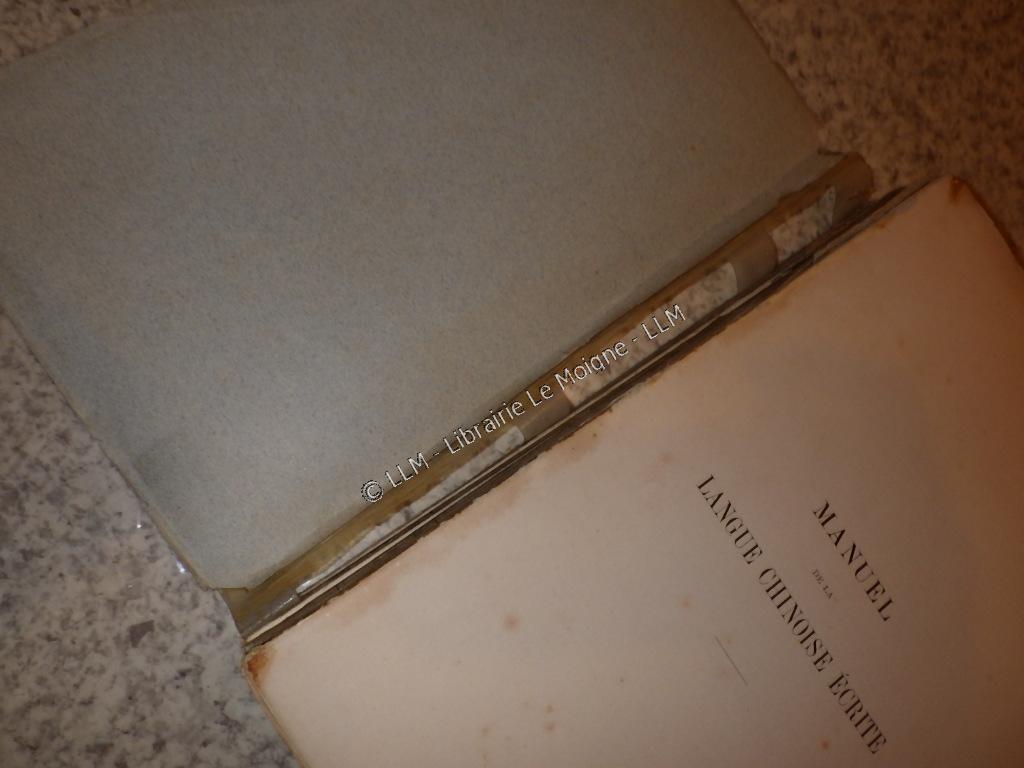 © LLM - Librairie Le Moigne - LLM
MANUEL
DE LA
LANGUE CHINOISE ÉCRITE